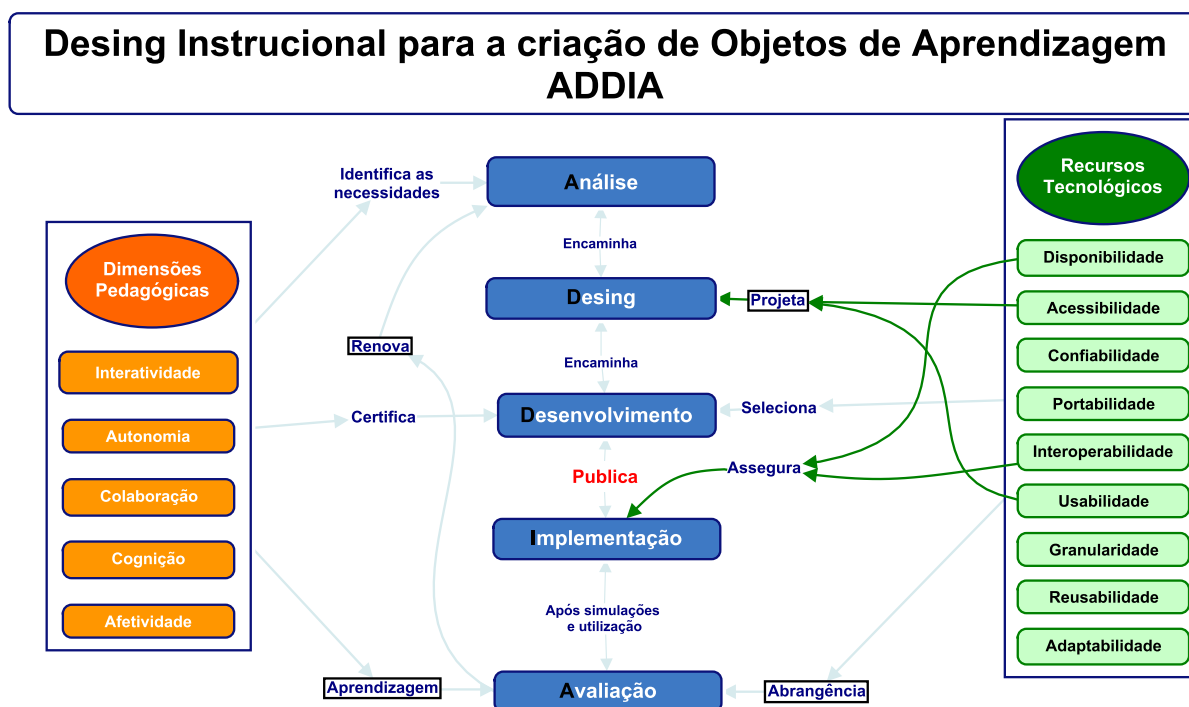 Desing Instrucional para a criação de Objetos de Aprendizagem
ADDIA
Identifica as
necessidades
Análise
Recursos
Tecnológicos
Dimensões
Pedagógicas
Encaminha
Disponibilidade
Desing
Projeta
Acessibilidade
Renova
Interatividade
Encaminha
Confiabilidade
Certifica
Desenvolvimento
Seleciona
Portabilidade
Autonomia
Publica
Assegura
Interoperabilidade
Colaboração
Usabilidade
Implementação
Granularidade
Cognição
Após simulações
e utilização
Reusabilidade
Afetividade
Adaptabilidade
Aprendizagem
Avaliação
Abrangência